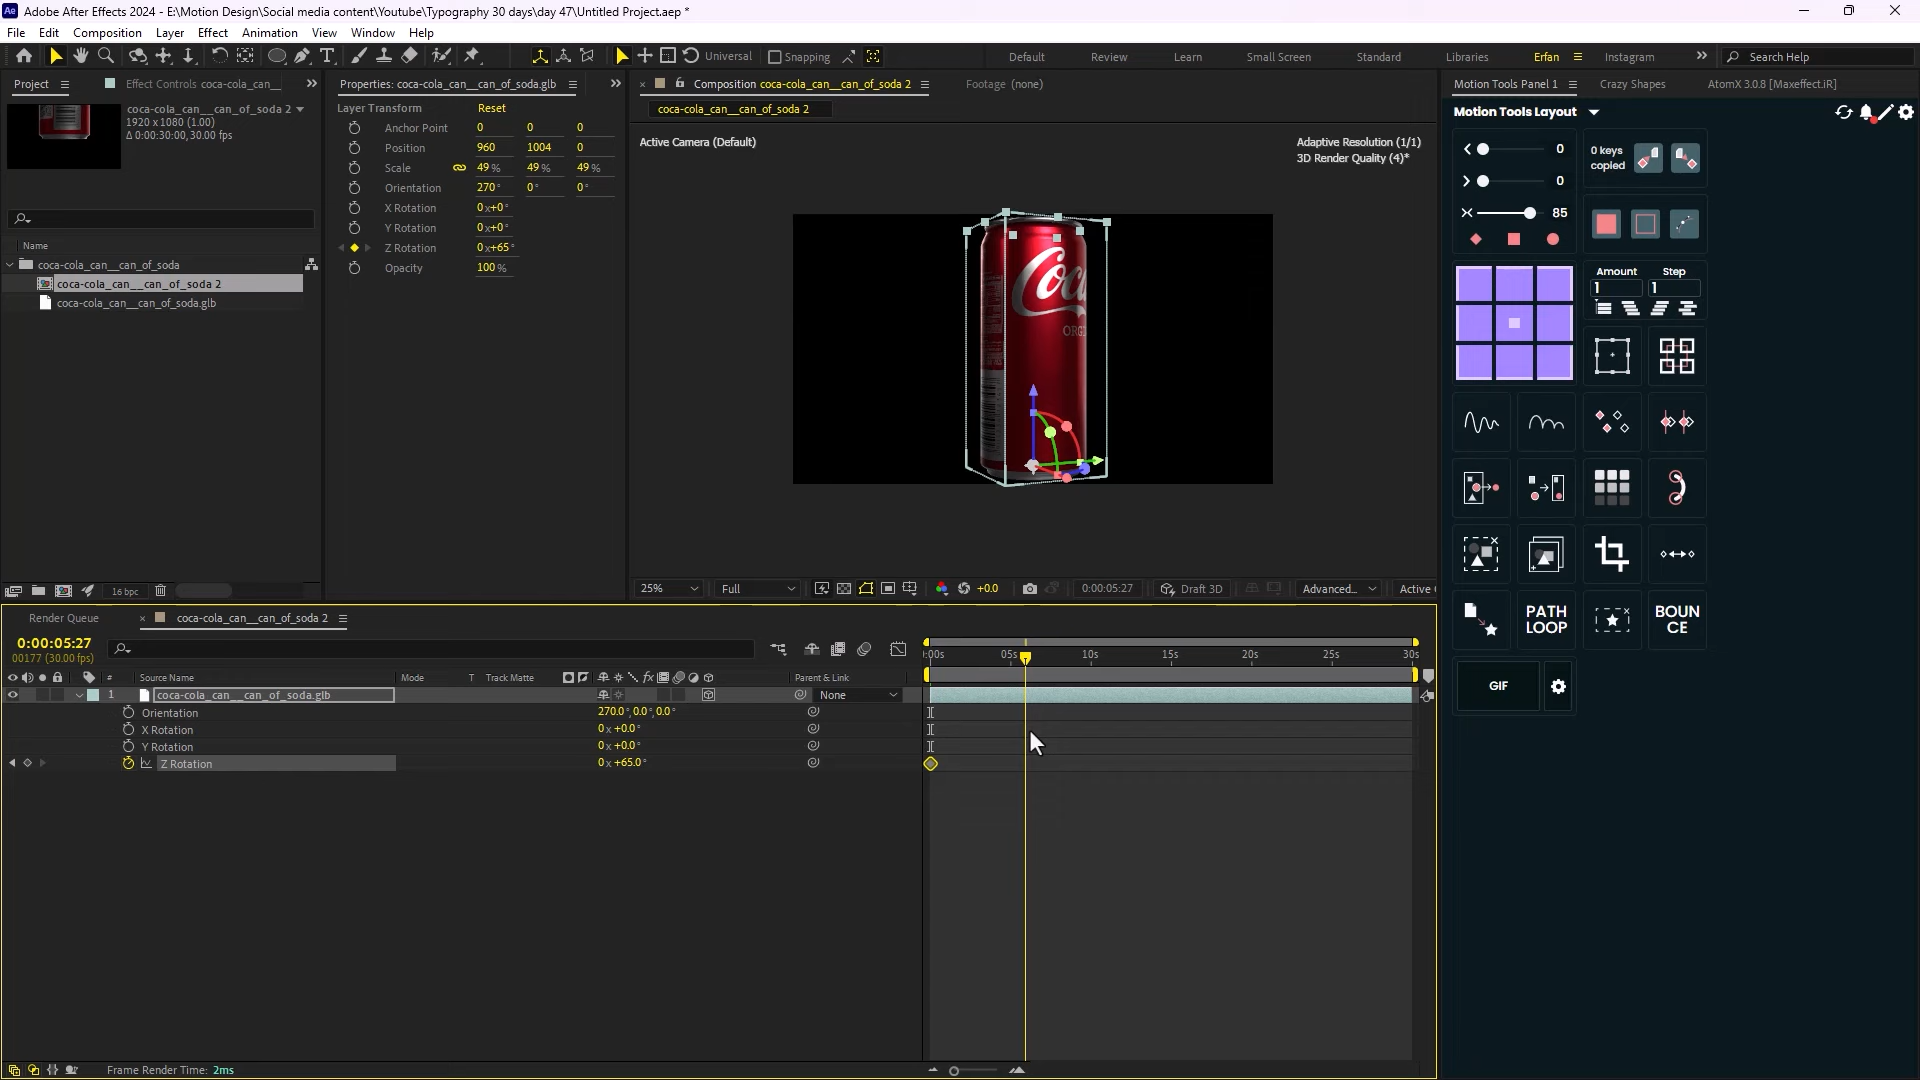 Adobe After Effects 2024 - E:\Motion Design\Social media content\Youtube\Typography 30 days\day 47\Untitled Project.aep *
File Edit Composition Layer Effect Animation View Window Help
Universal Snapping Default Review Learn Small Screen Standard Libraries Erfan Instagram Search Help
Project Effect Controls coca-cola_can__
Properties: coca-cola_can__can_of_soda.glb
Composition coca-cola_can__can_of_soda 2 Footage (none)
Motion Tools Panel 1 Crazy Shapes AtomX 3.0.8 [Maxeffect.iR]
coca-cola_can__can_of_soda 2
1920 x 1080 (1.00)
Δ 0:00:30:00, 30.00 fps
Name
coca-cola_can__can_of_soda
coca-cola_can__can_of_soda 2
coca-cola_can__can_of_soda.glb
16 bpc
Layer Transform Reset
Anchor Point 0 0 0
Position 960 1004 0
Scale 49 % 49 % 49 %
Orientation 270 ° 0 ° 0 °
X Rotation 0 x+0 °
Y Rotation 0 x+0 °
Z Rotation 0 x+65 °
Opacity 100 %
coca-cola_can__can_of_soda 2
Active Camera (Default)
Adaptive Resolution (1/1)
3D Render Quality (4)*
Coca
ORG
25% Full +0.0 0:00:05:27 Draft 3D Advanced... Active
Motion Tools Layout
0
0
85
0 keys
copied
Amount Step
1 1
PATH
LOOP
BOUN
CE
GIF
Render Queue coca-cola_can__can_of_soda 2
0:00:05:27
00177 (30.00 fps)
:00s 05s 10s 15s 20s 25s 30s
# Source Name Mode T Track Matte Parent & Link
1 coca-cola_can__can_of_soda.glb None
Orientation 270.0 °, 0.0 °, 0.0 °
X Rotation 0 x +0.0 °
Y Rotation 0 x +0.0 °
Z Rotation 0 x +65.0 °
Frame Render Time: 2ms